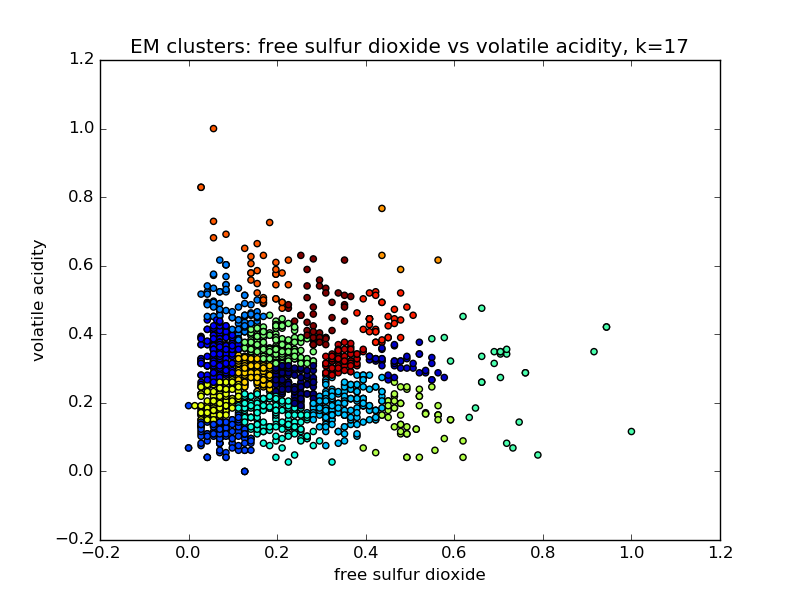 EM clusters: free sulfur dioxide vs volatile acidity, k=17
1.2
1.0
0.8
0.6
0.4
0.2
0.0
−0.2
volatile acidity
−0.2 0.0 0.2 0.4 0.6 0.8 1.0 1.2
free sulfur dioxide